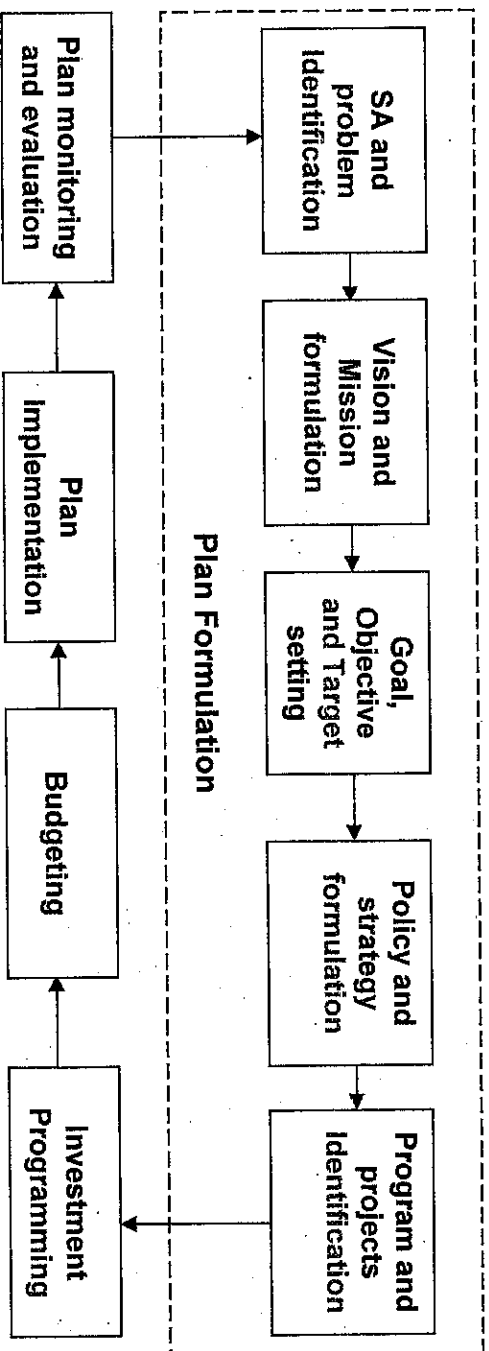 SA and
problem
Identification
Vision and
Mission
formulation
Goal,
Objective
and Target
setting
Policy and
strategy
formulation
Program and
projects
Identification
Plan Formulation
Plan monitoring
and evaluation
Plan
Implementation
Budgeting
Investment
Programming